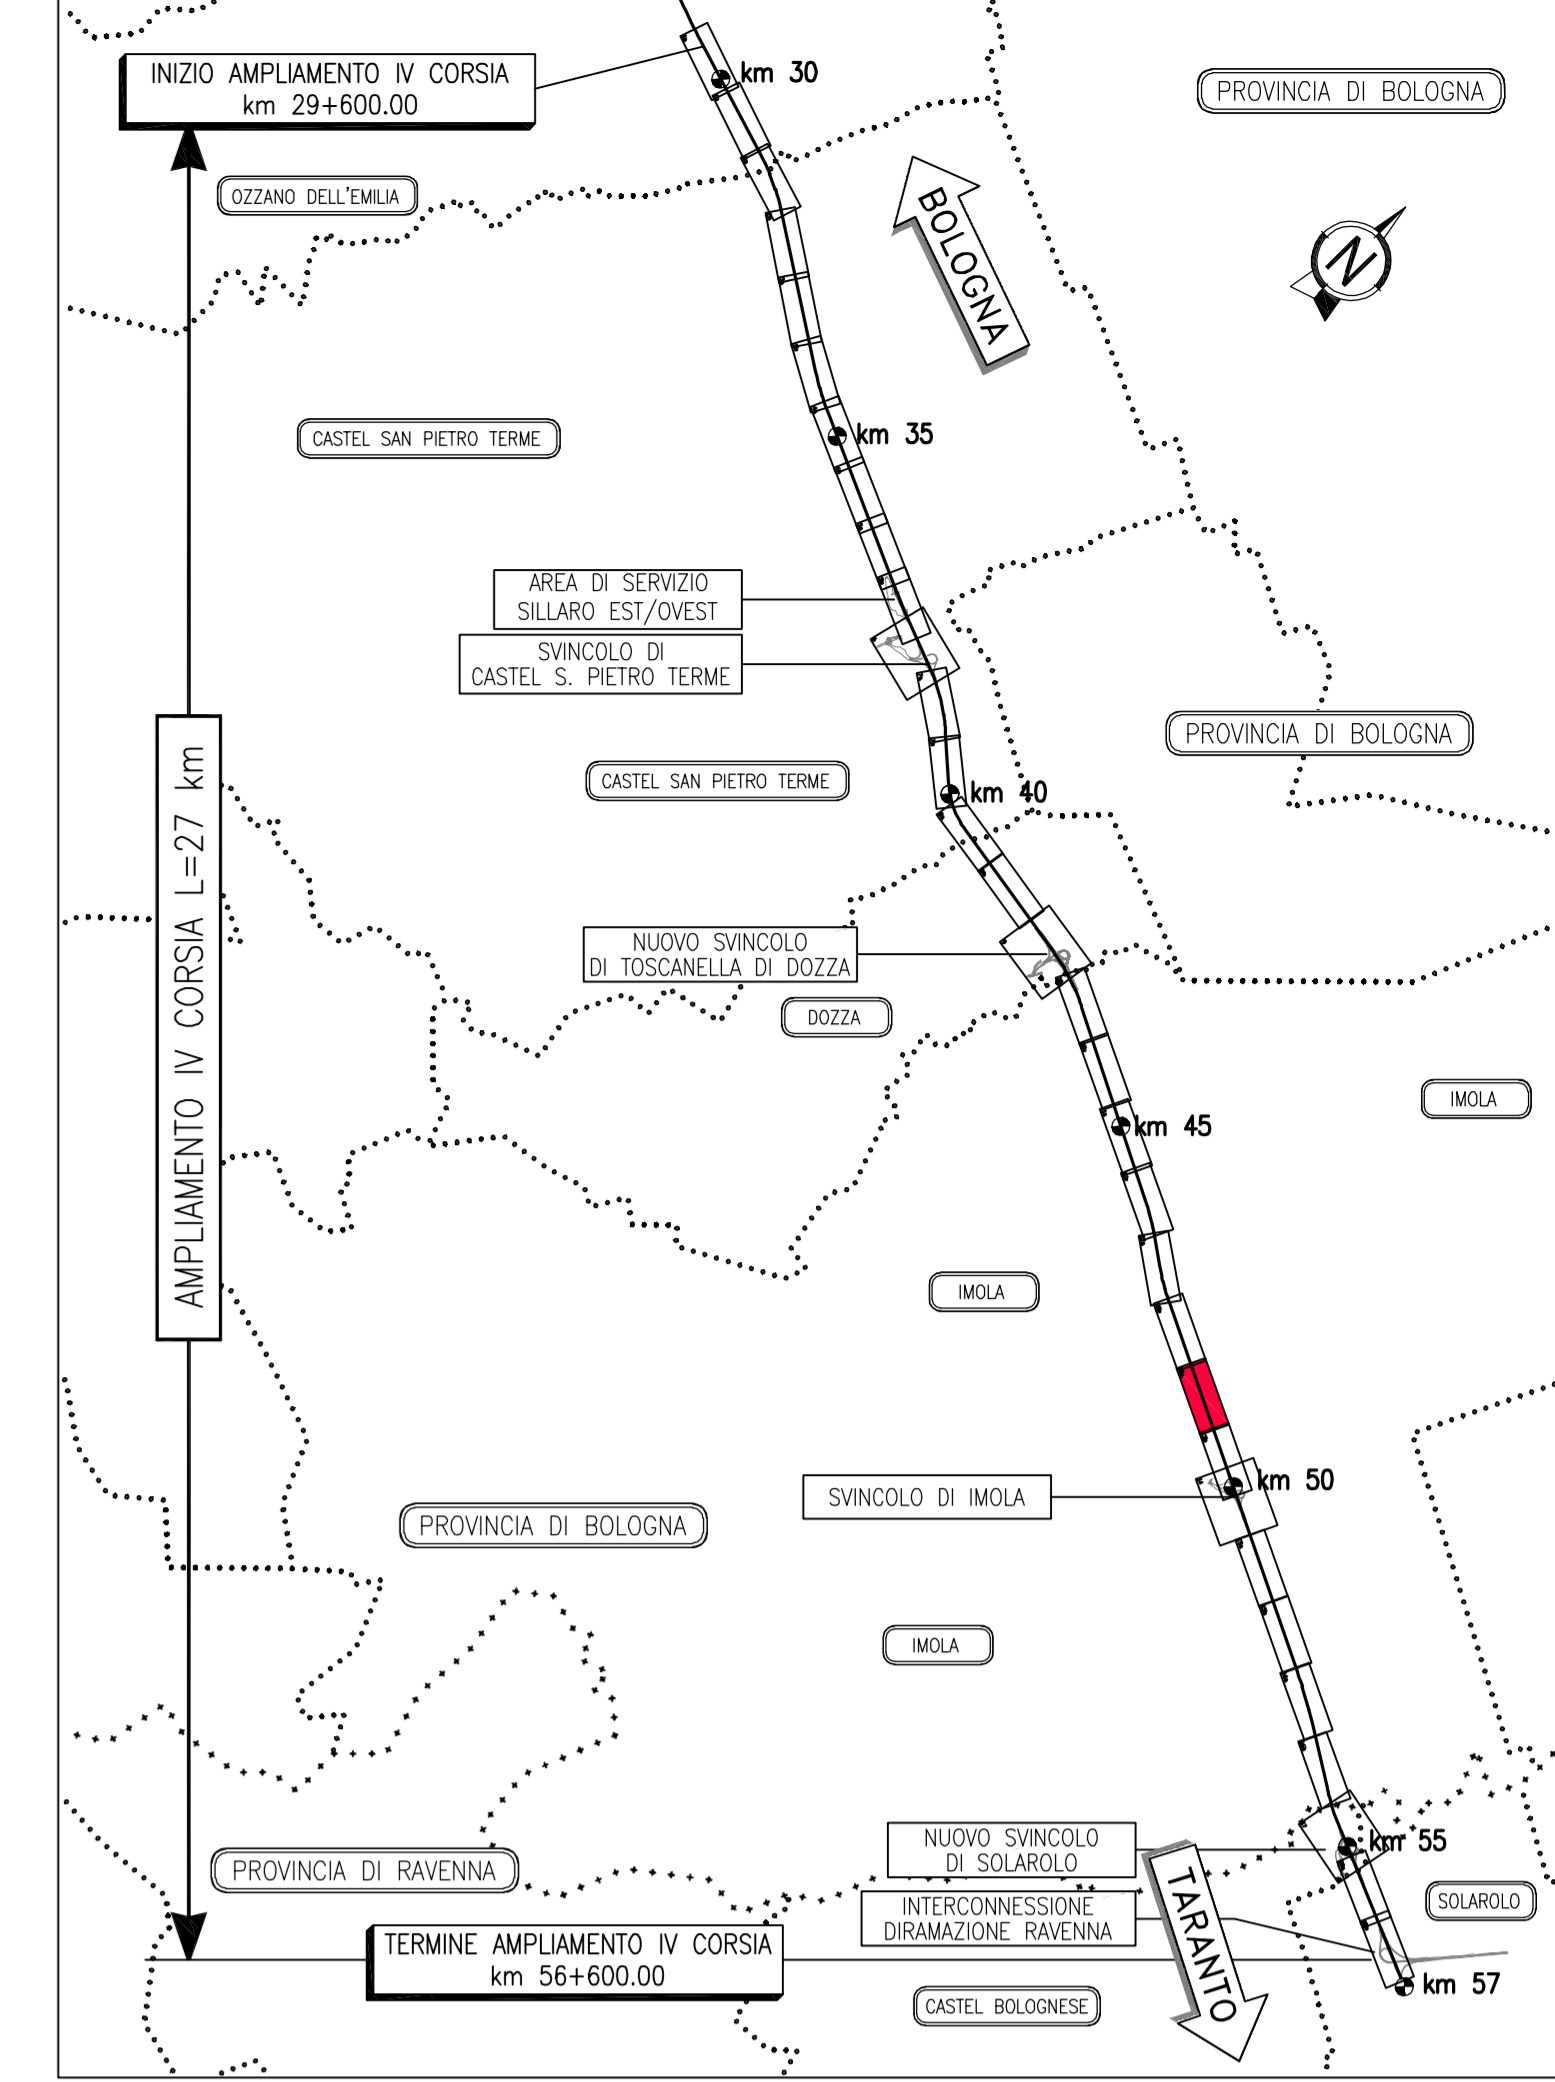 INIZIO AMPLIAMENTO IV CORSIA
km 29+600.00
km 30
PROVINCIA DI BOLOGNA
OZZANO DELL'EMILIA
BOLOGNA
N
CASTEL SAN PIETRO TERME
km 35
AREA DI SERVIZIO
SILLARO EST/OVEST
SVINCOLO DI
CASTEL S. PIETRO TERME
PROVINCIA DI BOLOGNA
CASTEL SAN PIETRO TERME
km 40
AMPLIAMENTO IV CORSIA L=27 km
NUOVO SVINCOLO
DI TOSCANELLA DI DOZZA
DOZZA
IMOLA
km 45
IMOLA
km 50
SVINCOLO DI IMOLA
PROVINCIA DI BOLOGNA
IMOLA
NUOVO SVINCOLO
DI SOLAROLO
km 55
PROVINCIA DI RAVENNA
INTERCONNESSIONE
DIRAMAZIONE RAVENNA
TARANTO
SOLAROLO
TERMINE AMPLIAMENTO IV CORSIA
km 56+600.00
km 57
CASTEL BOLOGNESE